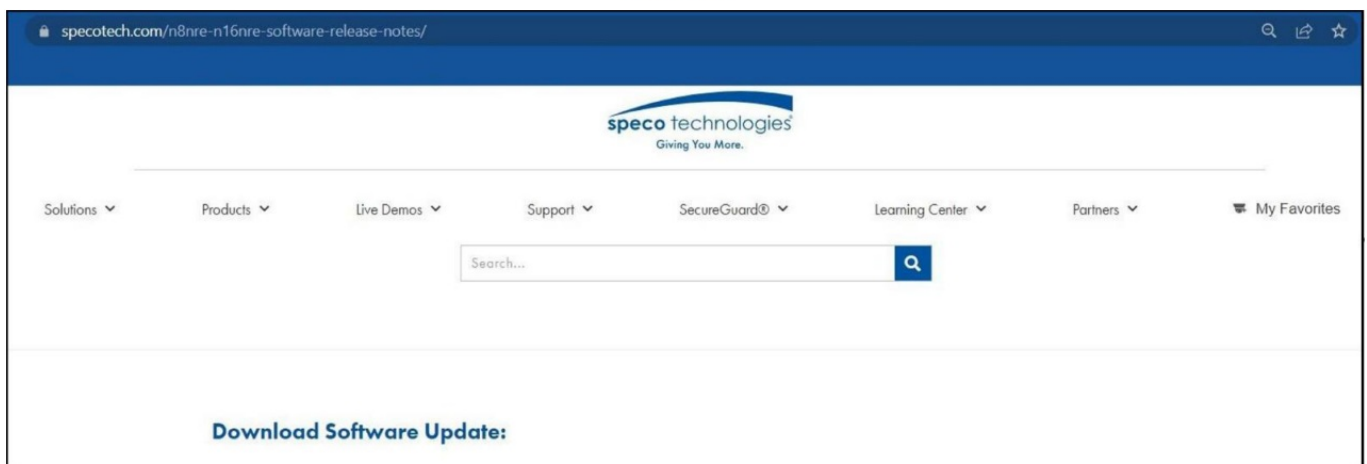 specotech.com/n8nre-n16nre-software-release-notes/
speco technologies®
Giving You More.
Solutions Products Live Demos Support SecureGuard® Learning Center Partners My Favorites
Search...
Download Software Update: